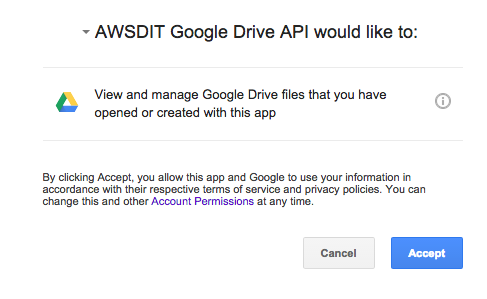 AWSDIT Google Drive API would like to:
View and manage Google Drive files that you have
opened or created with this app
By clicking Accept, you allow this app and Google to use your information in
accordance with their respective terms of service and privacy policies. You can
change this and other Account Permissions at any time.
Cancel
Accept